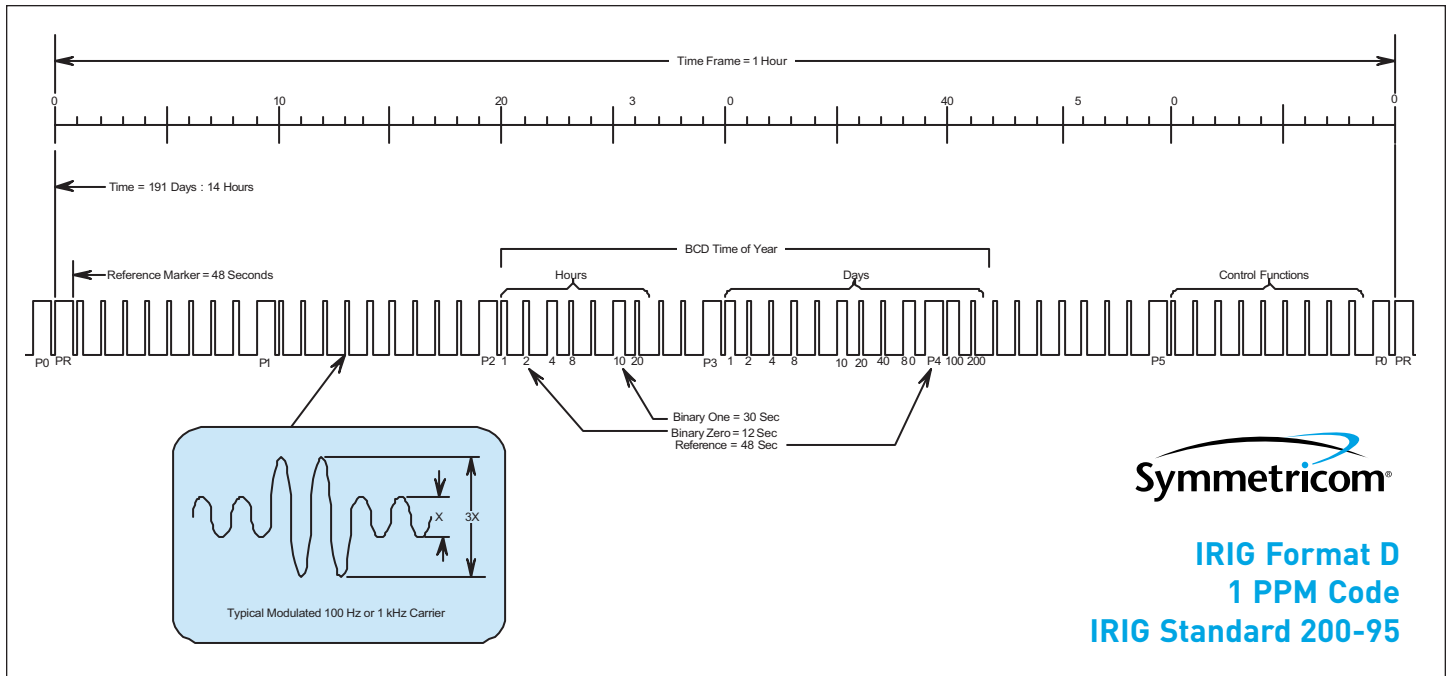 Time Frame = 1 Hour
0 10 20 3 0 40 5 0 0
Time = 191 Days : 14 Hours
BCD Time of Year
Reference Marker = 48 Seconds
Hours
Days
Control Functions
P0 PR P1 P2 1 2 4 8 10 20 P3 1 2 4 8 10 20 40 80 P4 100 200 P5 P0 PR
Binary One = 30 Sec
Binary Zero = 12 Sec
Reference = 48 Sec
X 3X
Typical Modulated 100 Hz or 1 kHz Carrier
Symmetricom®
IRIG Format D
1 PPM Code
IRIG Standard 200-95